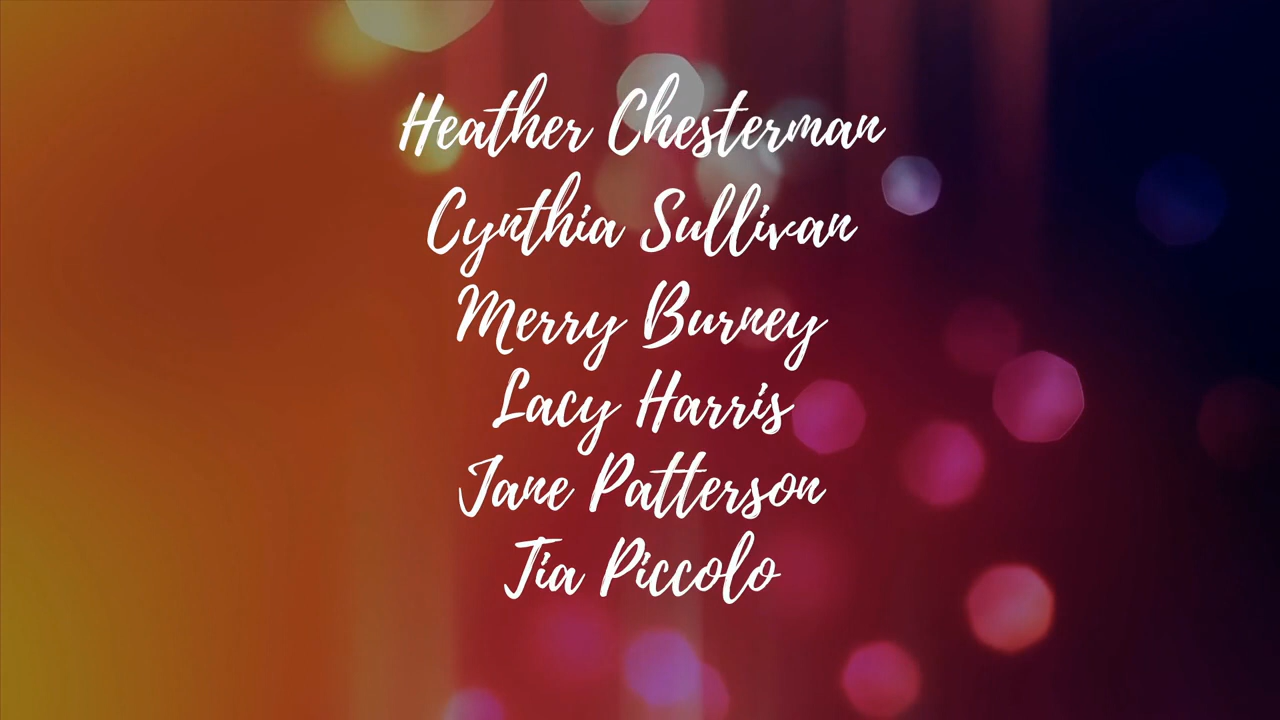 Heather Chesterman
Cynthia Sullivan
Merry Burney
Lacy Harris
Jane Patterson
Tia Piccolo